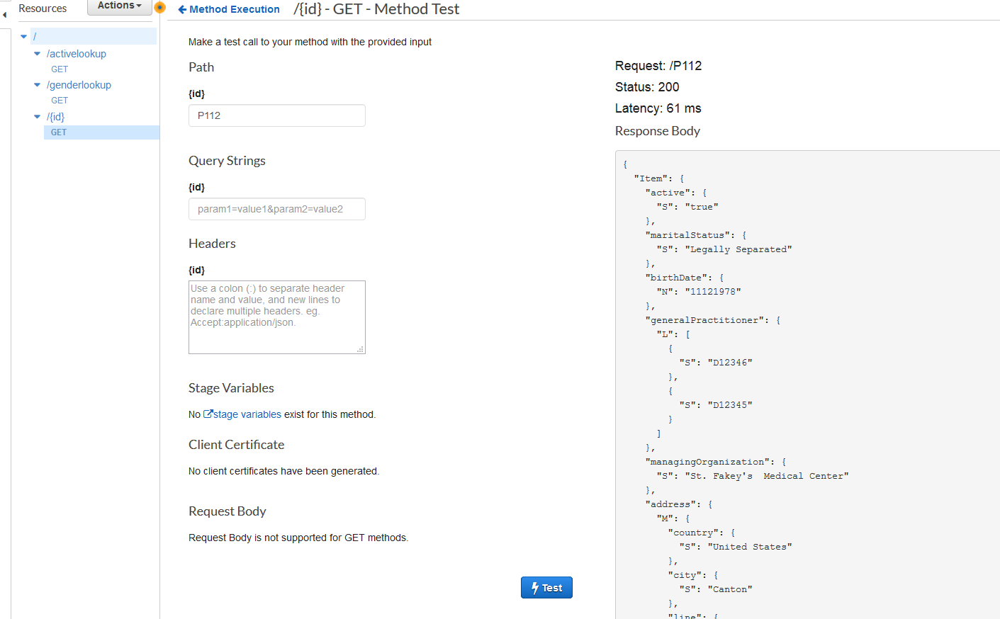 Resources
Actions
/
/activelookup
GET
/genderlookup
GET
/{id}
GET
Method Execution /{id} - GET - Method Test
Make a test call to your method with the provided input
Path
{id}
P112
Query Strings
{id}
param1=value1&param2=value2
Headers
{id}
Use a colon (:) to separate header
name and value, and new lines to
declare multiple headers. eg.
Accept:application/json.
Stage Variables
No stage variables exist for this method.
Client Certificate
No client certificates have been generated.
Request Body
Request Body is not supported for GET methods.
Test
Request: /P112
Status: 200
Latency: 61 ms
Response Body
{
"Item": {
"active": {
"S": "true"
},
"maritalStatus": {
"S": "Legally Separated"
},
"birthDate": {
"N": "11121978"
},
"generalPractitioner": {
"L": [
{
"S": "D12346"
},
{
"S": "D12345"
}
]
},
"managingOrganization": {
"S": "St. Fakey's  Medical Center"
},
"address": {
"M": {
"country": {
"S": "United States"
},
"city": {
"S": "Canton"
},
"line": {